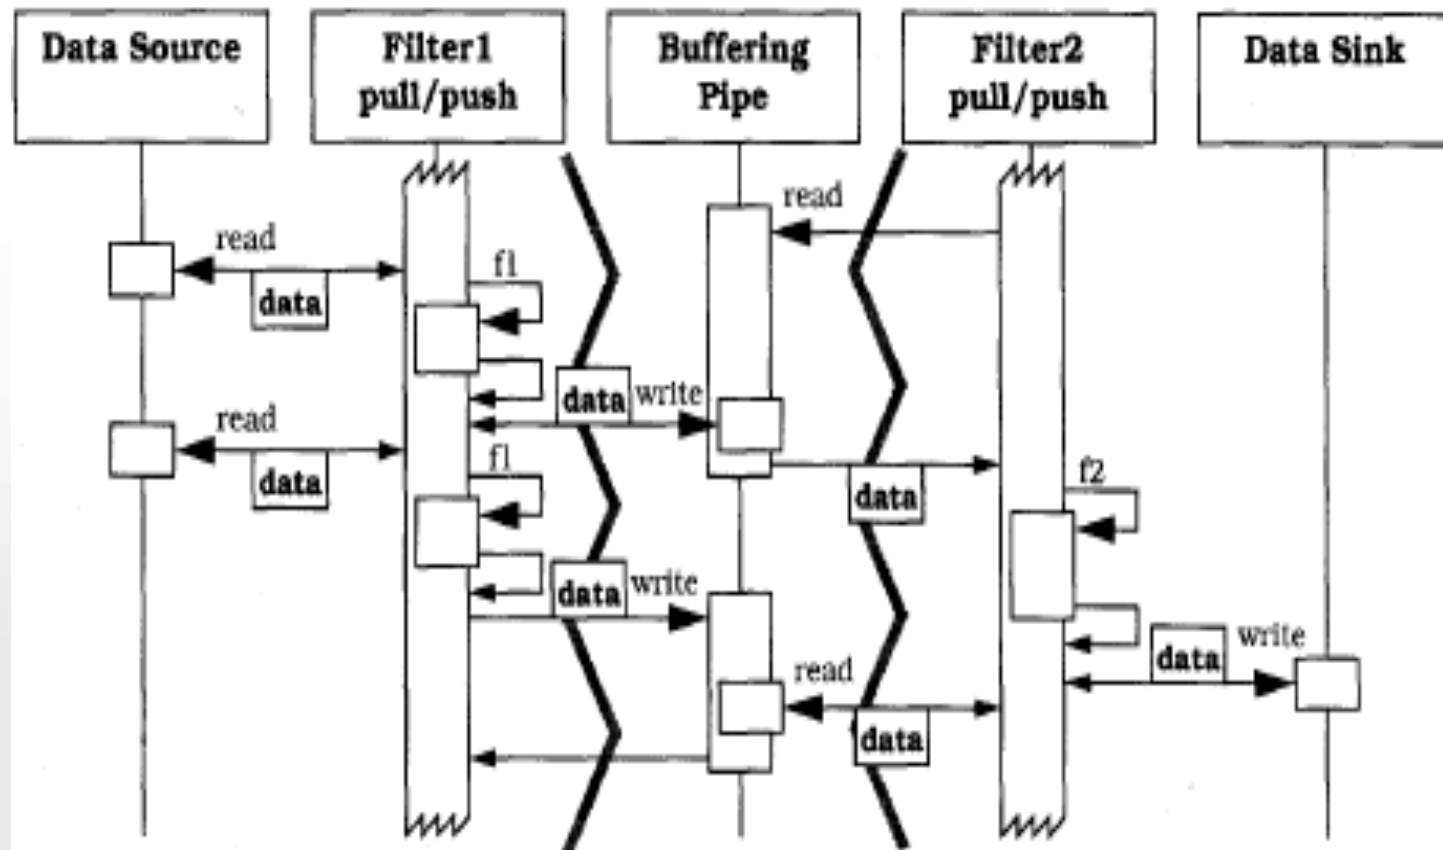 Data Source
Filter1
pull/push
Buffering
Pipe
Filter2
pull/push
Data Sink
read
read
data
f1
data
write
read
data
f1
data
f2
data
write
data
write
read
data